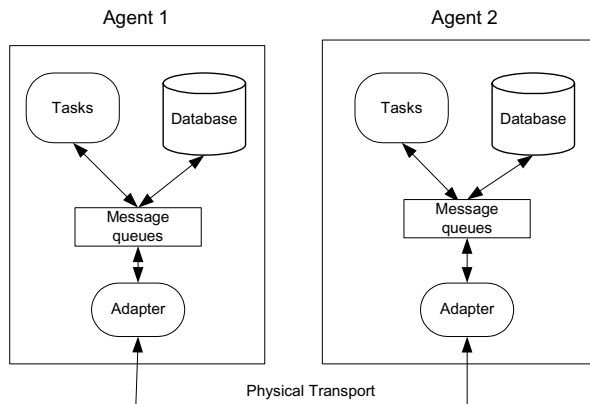 Agent 1
Agent 2
Tasks
Database
Message
queues
Adapter
Tasks
Database
Message
queues
Adapter
Physical Transport